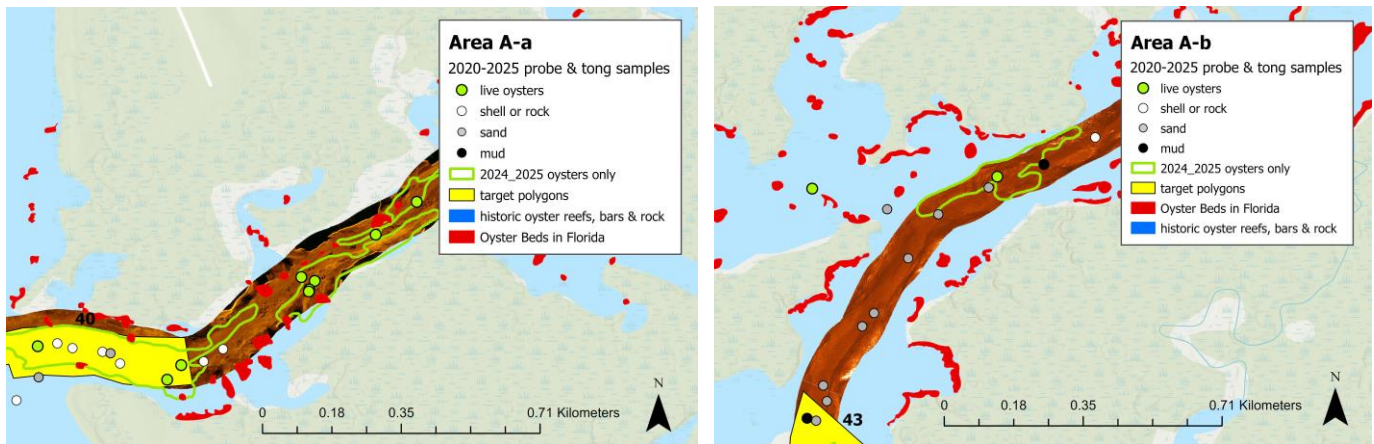 Area A-a
2020-2025 probe & tong samples
live oysters
shell or rock
sand
mud
2024_2025 oysters only
target polygons
historic oyster reefs, bars & rock
Oyster Beds in Florida
40
N
0 0.18 0.35 0.71 Kilometers
Area A-b
2020-2025 probe & tong samples
live oysters
shell or rock
sand
mud
2024_2025 oysters only
target polygons
Oyster Beds in Florida
historic oyster reefs, bars & rock
43
N
0 0.18 0.35 0.71 Kilometers